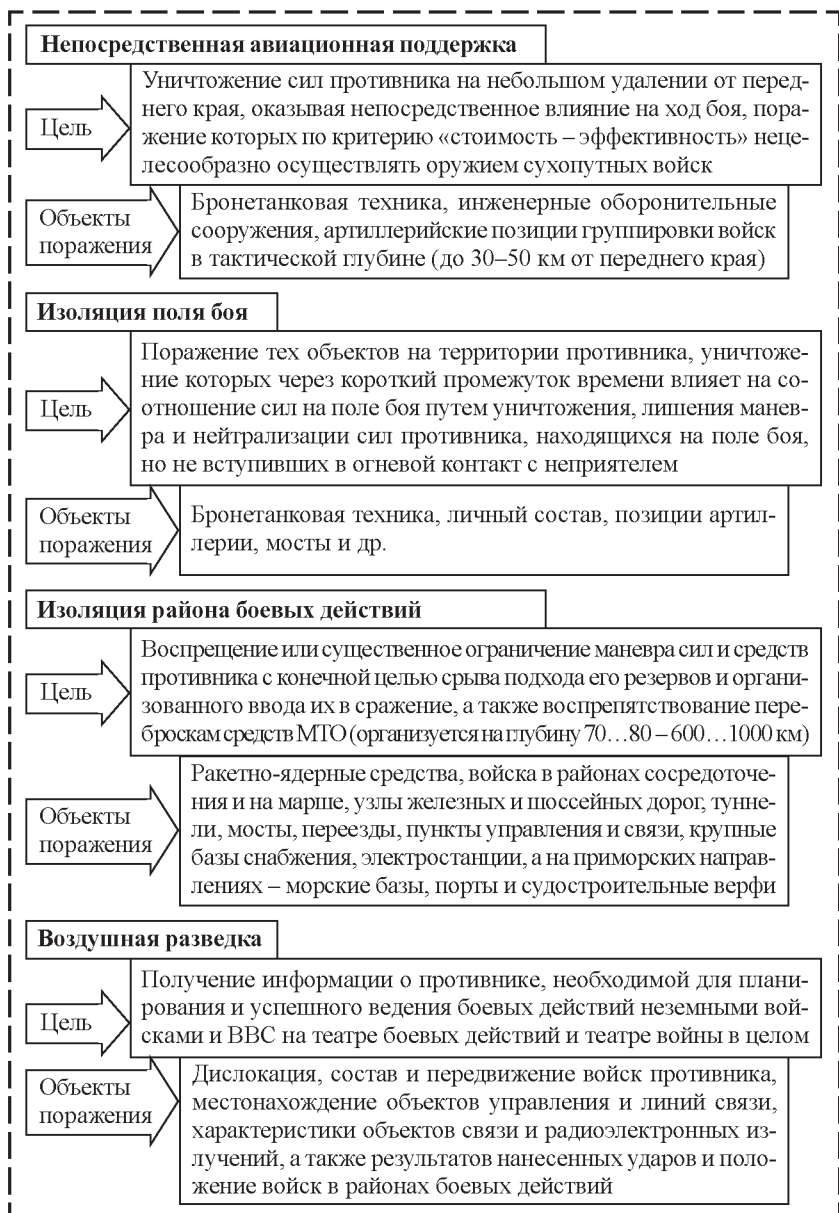 Непосредственная авиационная поддержка
Цель
Уничтожение сил противника на небольшом удалении от перед-
него края, оказывая непосредственное влияние на ход боя, пора-
жение которых по критерию «стоимость – эффективность» неце-
лесообразно осуществлять оружием сухопутных войск
Объекты
поражения
Бронетанковая техника, инженерные оборонительные
сооружения, артиллерийские позиции группировки войск
в тактической глубине (до 30–50 км от переднего края)
Изоляция поля боя
Цель
Поражение тех объектов на территории противника, уничтоже-
ние которых через короткий промежуток времени влияет на со-
отношение сил на поле боя путем уничтожения, лишения манев-
ра и нейтрализации сил противника, находящихся на поле боя,
но не вступивших в огневой контакт с неприятелем
Объекты
поражения
Бронетанковая техника, личный состав, позиции артил-
лерии, мосты и др.
Изоляция района боевых действий
Цель
Воспрещение или существенное ограничение маневра сил и средств
противника с конечной целью срыва подхода его резервов и органи-
зованного ввода их в сражение, а также воспрепятствование пере-
броскам средств МТО (организуется на глубину 70…80 – 600…1000 км)
Объекты
поражения
Ракетно-ядерные средства, войска в районах сосредоточе-
ния и на марше, узлы железных и шоссейных дорог, тунне-
ли, мосты, переезды, пункты управления и связи, крупные
базы снабжения, электростанции, а на приморских направ-
лениях – морские базы, порты и судостроительные верфи
Воздушная разведка
Цель
Получение информации о противнике, необходимой для плани-
рования и успешного ведения боевых действий неземными вой-
сками и ВВС на театре боевых действий и театре войны в целом
Объекты
поражения
Дислокация, состав и передвижение войск противника,
местонахождение объектов управления и линий связи,
характеристики объектов связи и радиоэлектронных из-
лучений, а также результатов нанесенных ударов и поло-
жение войск в районах боевых действий